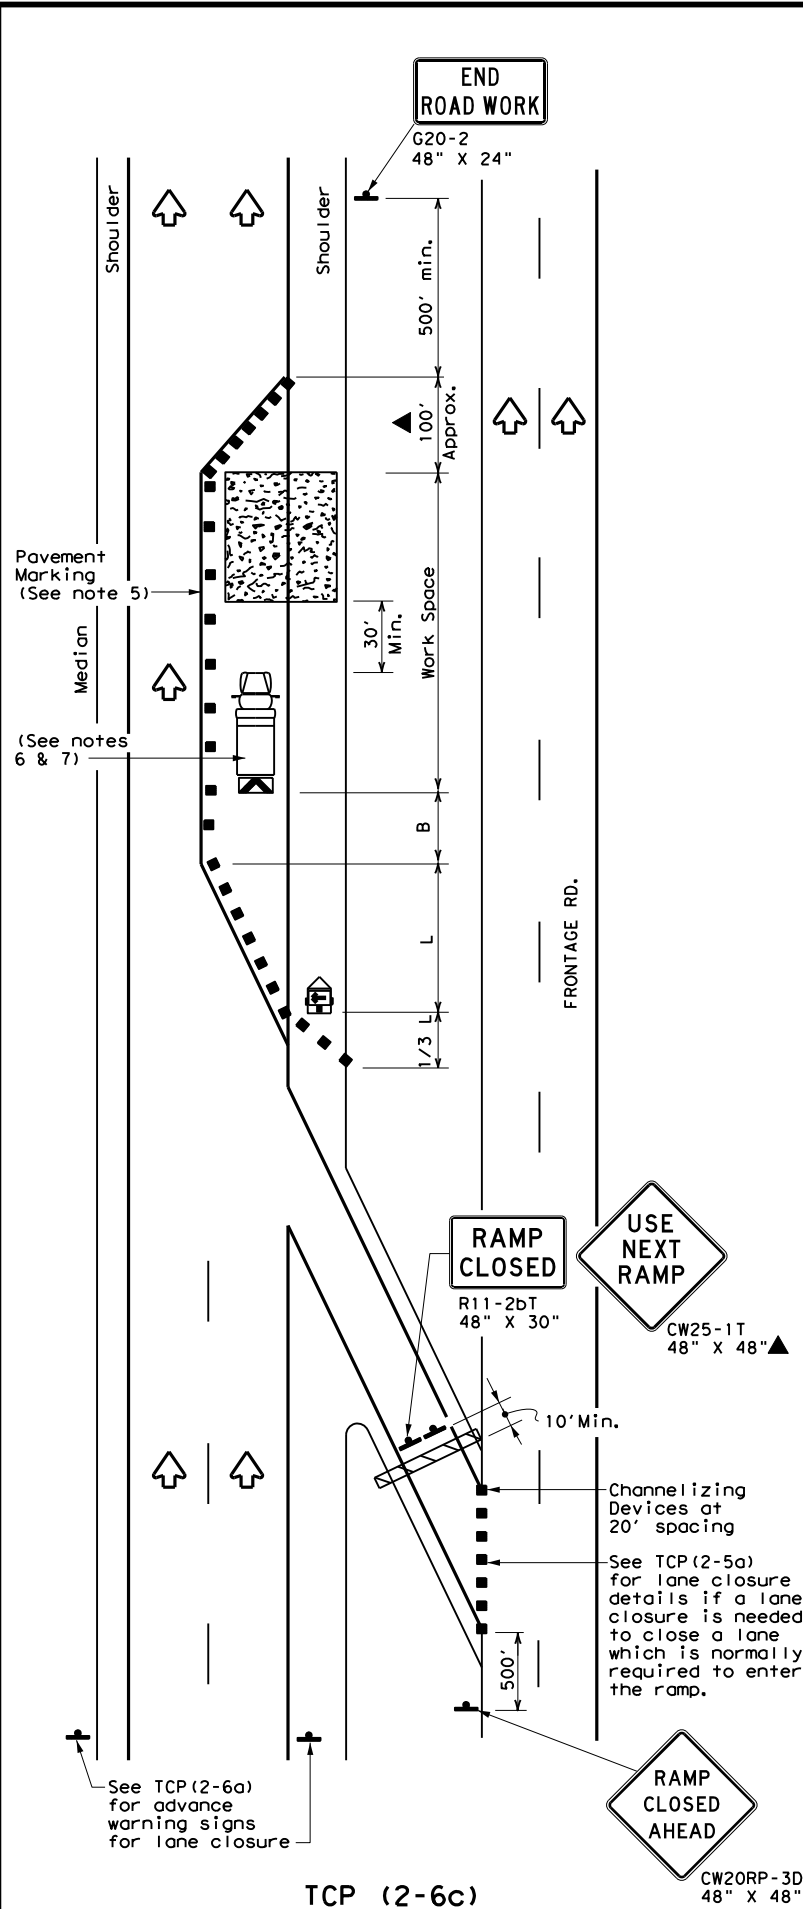 END
ROAD WORK
G20-2
48" X 24"
Shoulder
Shoulder
500' min.
100'
Approx.
Pavement
Marking
(See note 5)
Median
30'
Min.
Work Space
(See notes
6 & 7)
B
L
1/3 L
FRONTAGE RD.
RAMP
CLOSED
R11-2bT
48" X 30"
USE
NEXT
RAMP
CW25-1T
48" X 48"
10'Min.
Channelizing
Devices at
20' spacing
See TCP(2-5a)
for lane closure
details if a lane
closure is needed
to close a lane
which is normally
required to enter
the ramp.
500'
See TCP(2-6a)
for advance
warning signs
for lane closure
RAMP
CLOSED
AHEAD
CW20RP-3D
48" X 48"
TCP (2-6c)